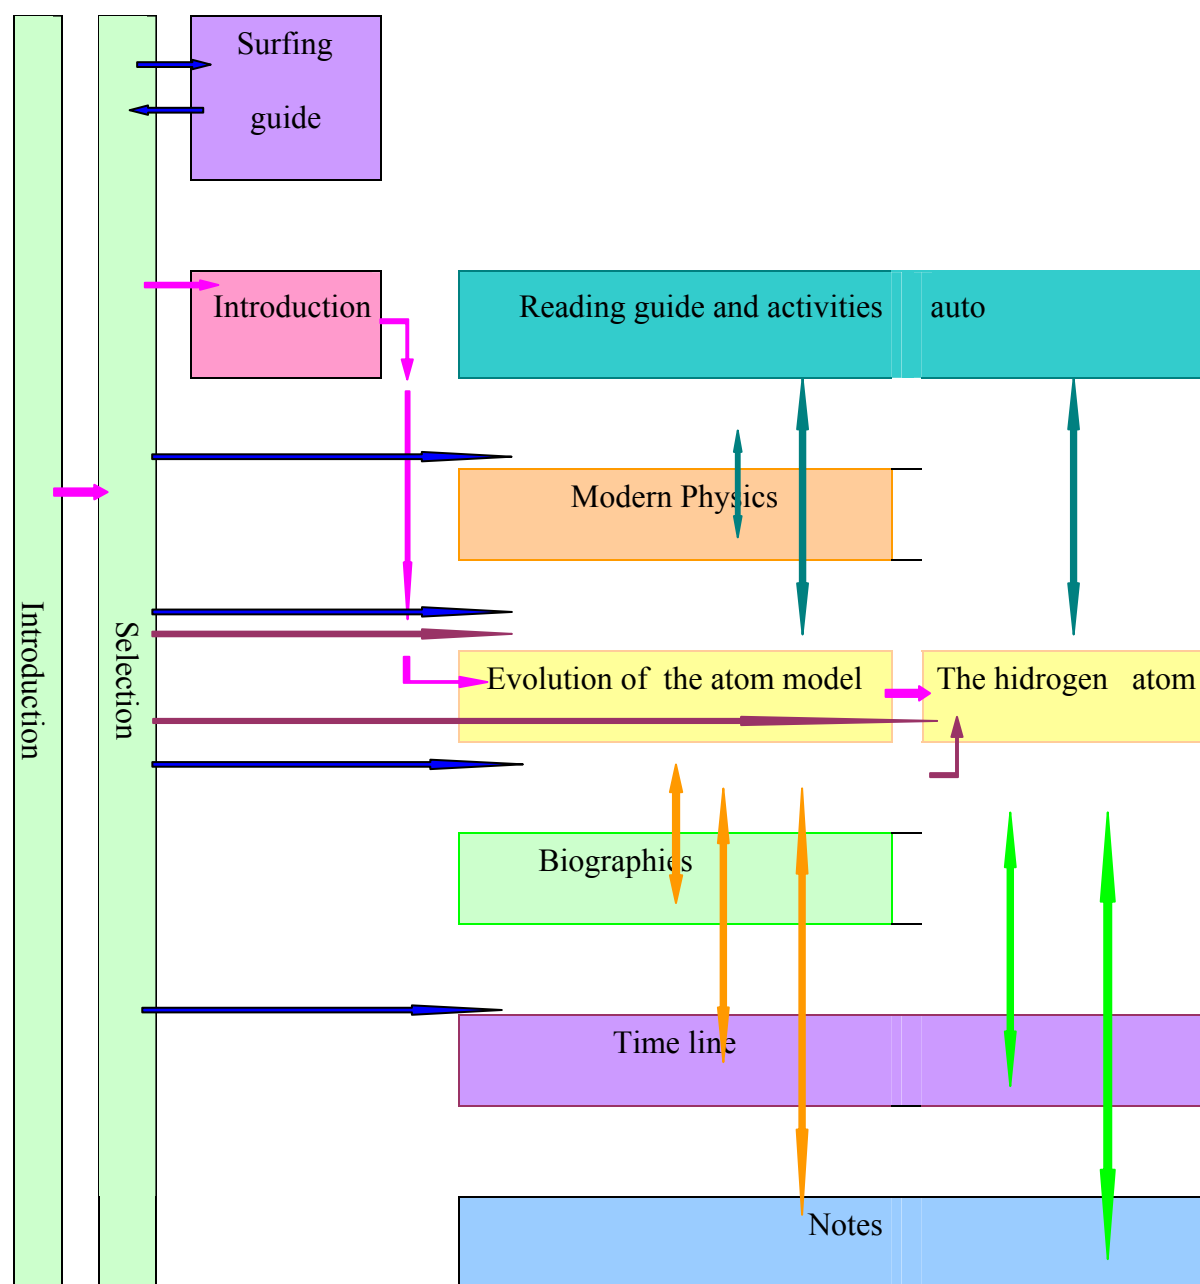 Surfing
guide
Introduction
Reading guide and activities auto
Modern Physics
Introduction
Selection
Evolution of the atom model
The hidrogen atom
Biographies
Time line
Notes